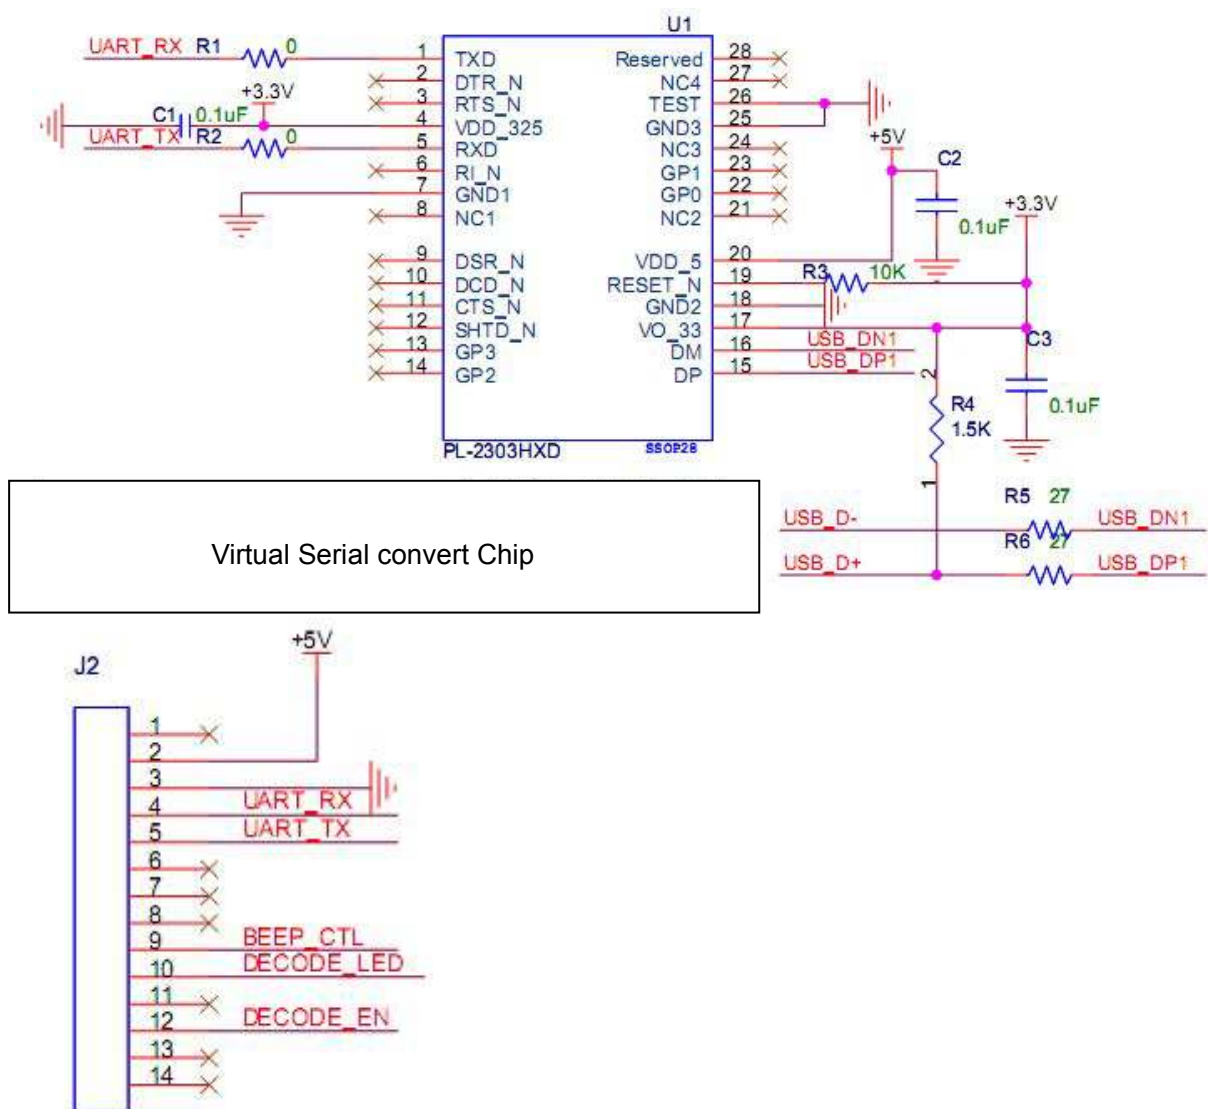 U1
UART_RX R1 0 1 TXD Reserved 28
2 DTR_N NC4 27
+3.3V 3 RTS_N TEST 26
C1 0.1uF 4 VDD_325 GND3 25
UART_TX R2 0 5 RXD NC3 24
+5V
C2
6 RI_N GP1 23
7 GND1 GP0 22
8 NC1 NC2 21
+3.3V
0.1uF
9 DSR_N VDD_5 20
10 DCD_N RESET_N 19 R3 10K
11 CTS_N GND2 18
12 SHTD_N VO_33 17
13 GP3 DM 16 USB_DN1
C3
14 GP2 DP 15 USB_DP1
2
R4
1.5K
0.1uF
PL-2303HXD SSOP28
1
R5 27
USB_D- USB_DN1
R6 27
USB_D+ USB_DP1
Virtual Serial convert Chip
+5V
J2
1
2
3
4 UART_RX
5 UART_TX
6
7
8
9 BEEP_CTL
10 DECODE_LED
11
12 DECODE_EN
13
14